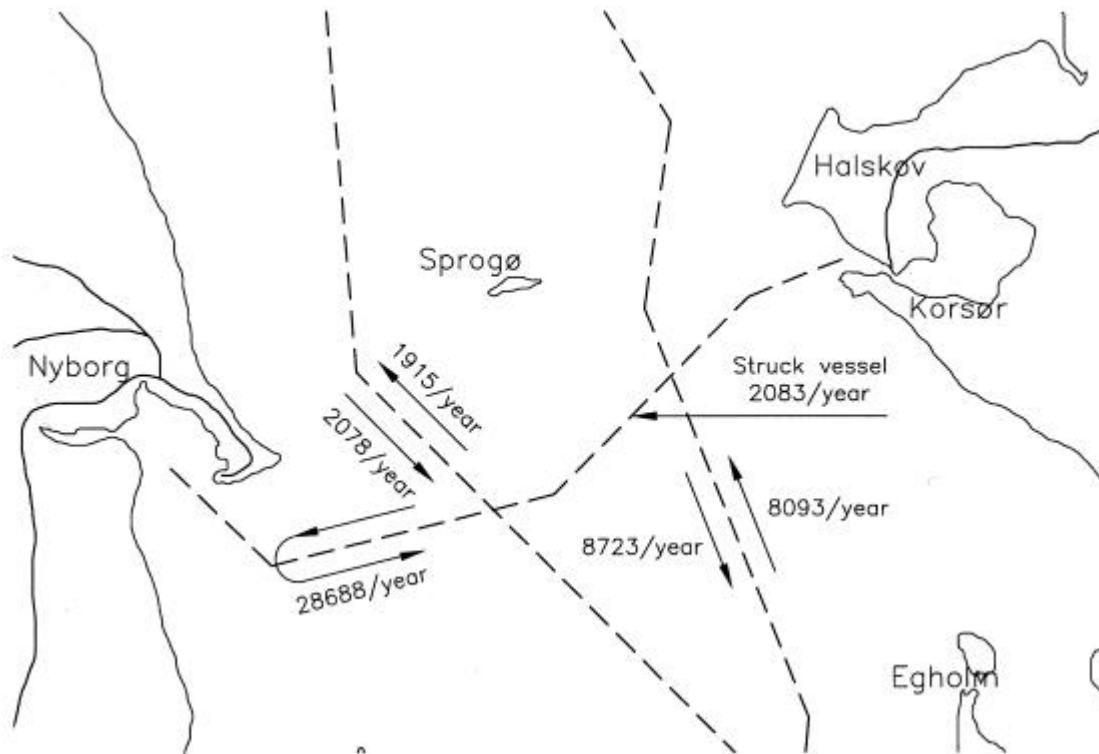 Halskov
Sprogø
Korsør
Nyborg
1915/year
2078/year
Struck vessel
2083/year
8093/year
8723/year
28688/year
Egholm